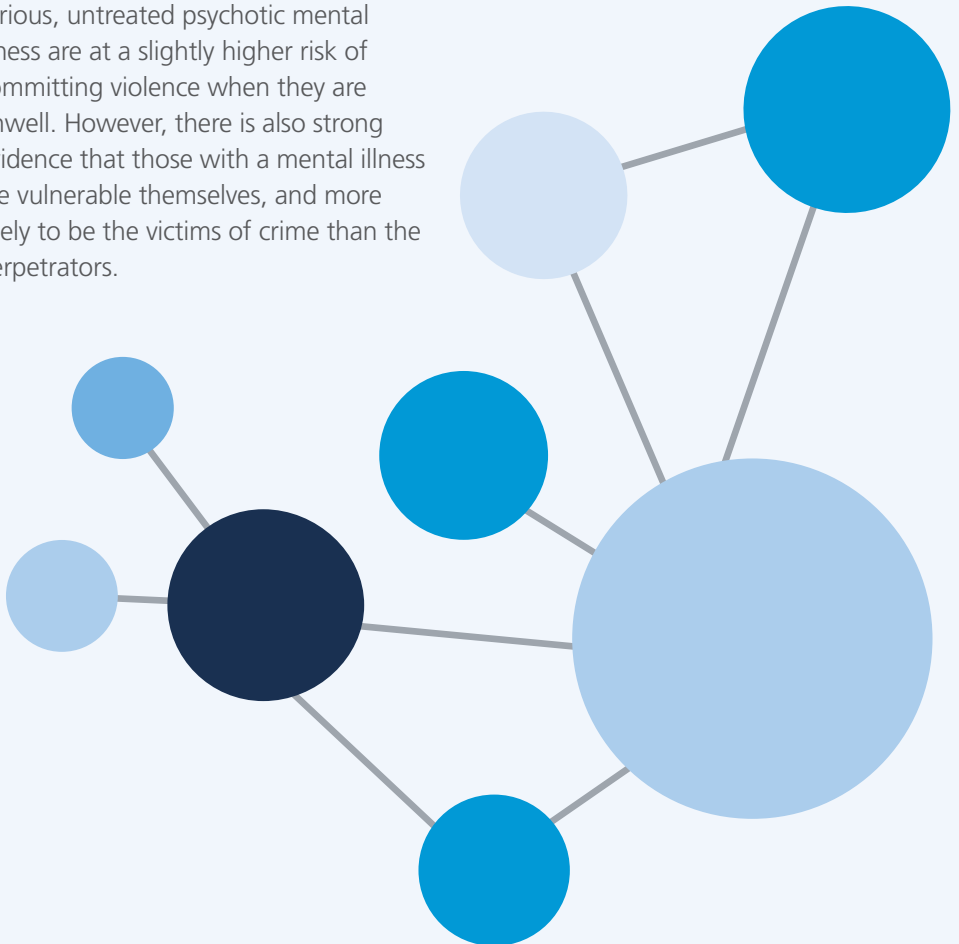 rious, untreated psychotic mental
ness are at a slightly higher risk of
ommitting violence when they are
nwell. However, there is also strong
vidence that those with a mental illness
e vulnerable themselves, and more
ely to be the victims of crime than the
erpetrators.